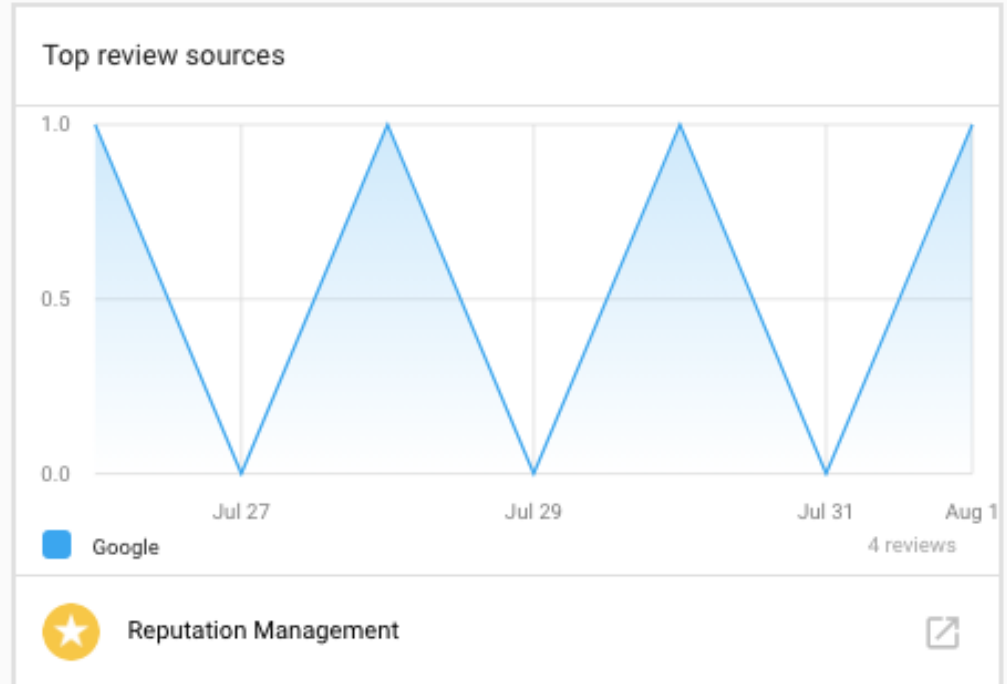 Top review sources
1.0
0.5
0.0
Jul 27 Jul 29 Jul 31 Aug 1
Google 4 reviews
Reputation Management